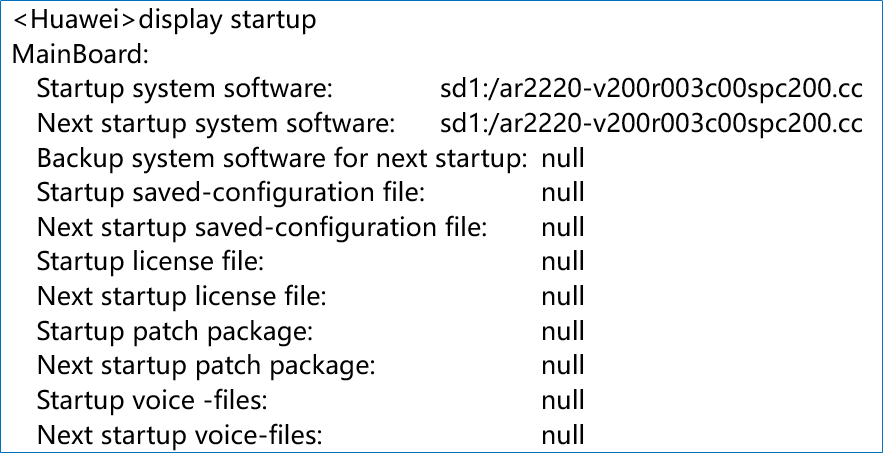 <Huawei>display startup
MainBoard:
Startup system software: sd1:/ar2220-v200r003c00spc200.cc
Next startup system software: sd1:/ar2220-v200r003c00spc200.cc
Backup system software for next startup: null
Startup saved-configuration file: null
Next startup saved-configuration file: null
Startup license file: null
Next startup license file: null
Startup patch package: null
Next startup patch package: null
Startup voice -files: null
Next startup voice-files: null